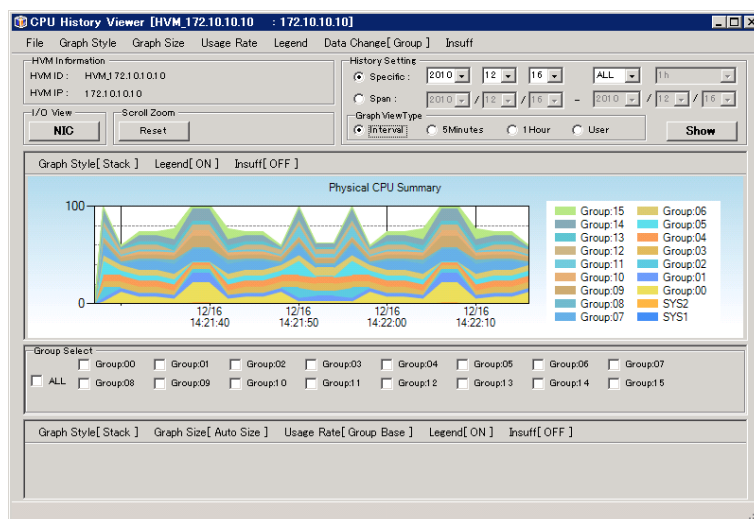 CPU History Viewer [HVM_172.10.10.10 : 172.10.10.10]
File Graph Style Graph Size Usage Rate Legend Data Change[ Group ] Insuff
HVM Information
HVM ID : HVM_172.10.10.10
HVM IP : 172.10.10.10
History Setting
Specific : 2010 12 16 ALL 1h
Span : 2010 / 12 / 16 - 2010 / 12 / 16
I/O View
NIC
Scroll Zoom
Reset
Graph View Type
Interval 5Minutes 1Hour User
Show
Graph Style[ Stack ] Legend[ ON ] Insuff[ OFF ]
Physical CPU Summary
100
0
12/16 12/16 12/16 12/16
14:21:40 14:21:50 14:22:00 14:22:10
Group:15 Group:06
Group:14 Group:05
Group:13 Group:04
Group:12 Group:03
Group:11 Group:02
Group:10 Group:01
Group:09 Group:00
Group:08 SYS2
Group:07 SYS1
Group Select
ALL
Group:00 Group:01 Group:02 Group:03 Group:04 Group:05 Group:06 Group:07
Group:08 Group:09 Group:10 Group:11 Group:12 Group:13 Group:14 Group:15
Graph Style[ Stack ] Graph Size[ Auto Size ] Usage Rate[ Group Base ] Legend[ ON ] Insuff[ OFF ]